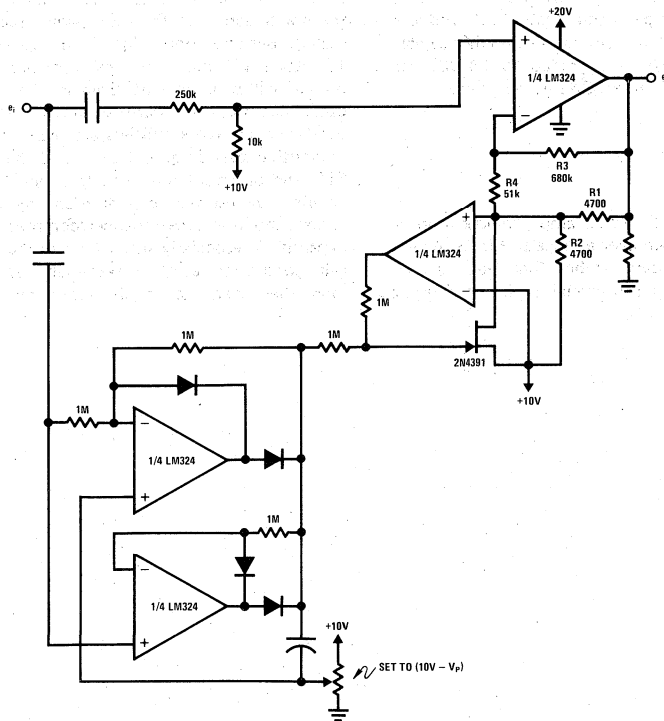 +20V
+
1/4 LM324
e
−
eᵢ
250k
10k
+10V
R3
680k
R4
51k
R1
4700
+
1/4 LM324
−
R2
4700
1M
1M
1M
2N4391
+10V
1M
−
1/4 LM324
+
1M
−
1/4 LM324
+
+10V
SET TO (10V − Vₚ)